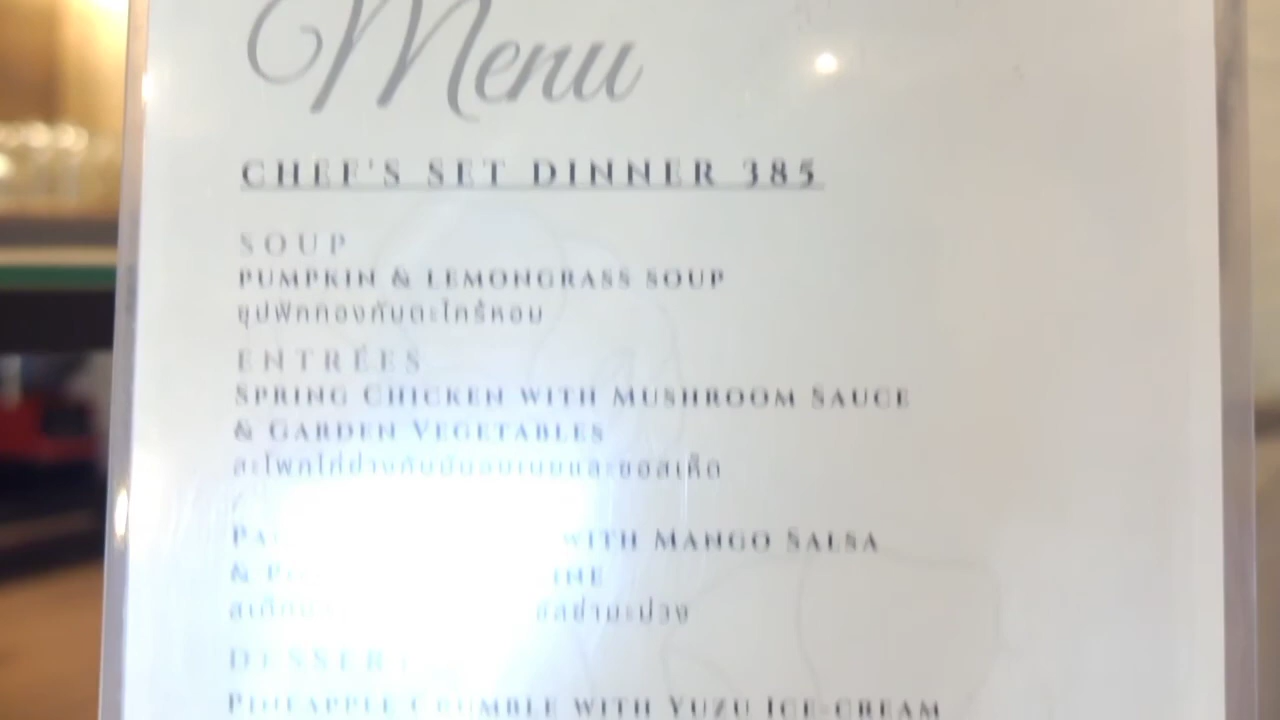 Menu
CHEF'S SET DINNER 385
SOUP
PUMPKIN & LEMONGRASS SOUP
ซุปฟักทองกับตะไคร้หอม
ENTRÉES
SPRING CHICKEN WITH MUSHROOM SAUCE
& GARDEN VEGETABLES
WITH MANGO SALSA
&
DESSERT
PINEAPPLE CRUMBLE WITH YUZU ICE-CREAM